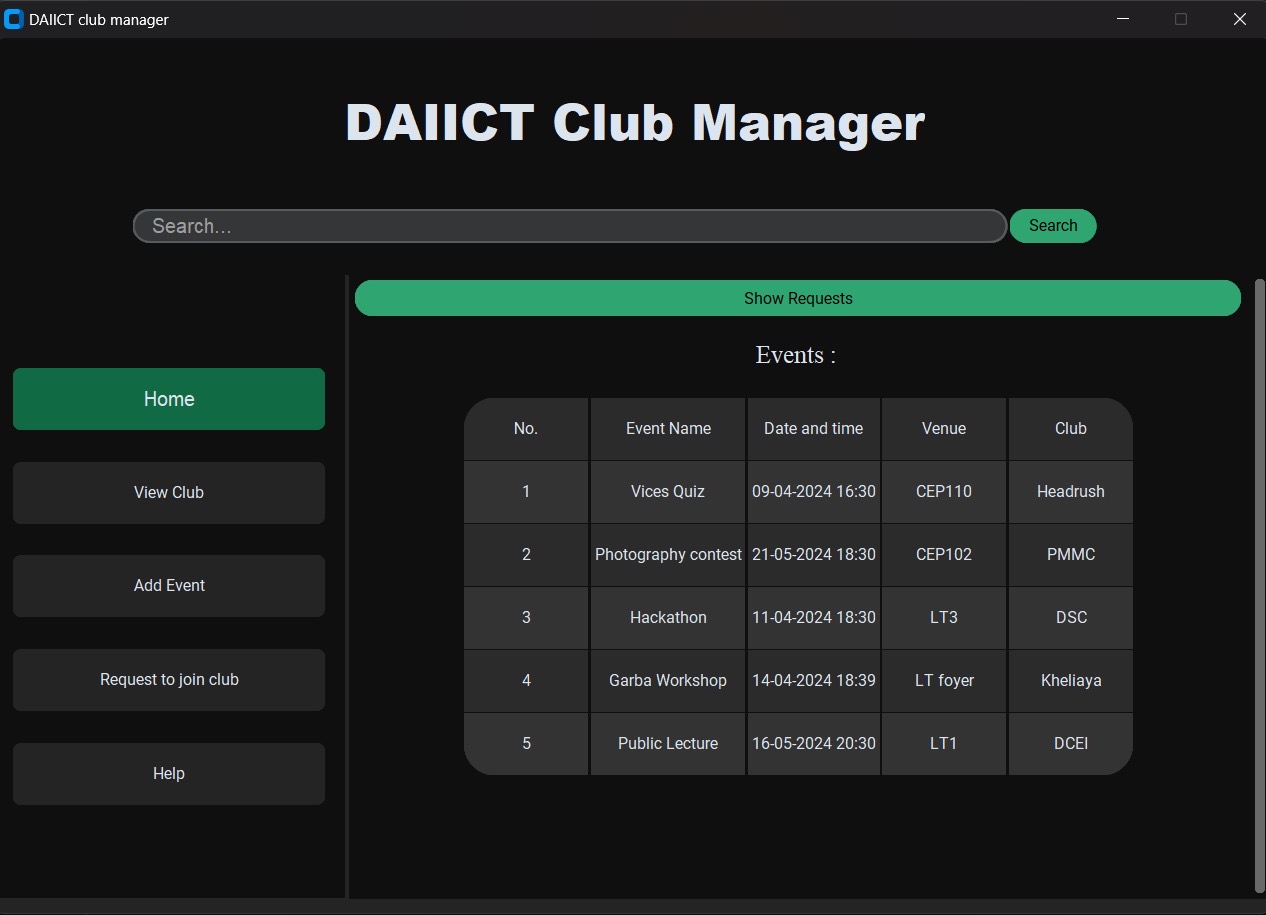 DAIICT club manager
DAIICT Club Manager
Search...
Search
Home
View Club
Add Event
Request to join club
Help
Show Requests
Events :
No. Event Name Date and time Venue Club
1 Vices Quiz 09-04-2024 16:30 CEP110 Headrush
2 Photography contest 21-05-2024 18:30 CEP102 PMMC
3 Hackathon 11-04-2024 18:30 LT3 DSC
4 Garba Workshop 14-04-2024 18:39 LT foyer Kheliaya
5 Public Lecture 16-05-2024 20:30 LT1 DCEI